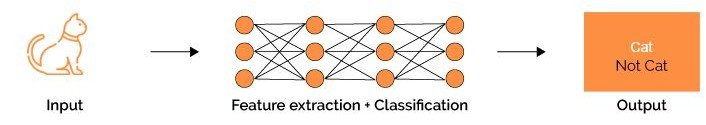 Cat
Not Cat
Input
Feature extraction + Classification
Output